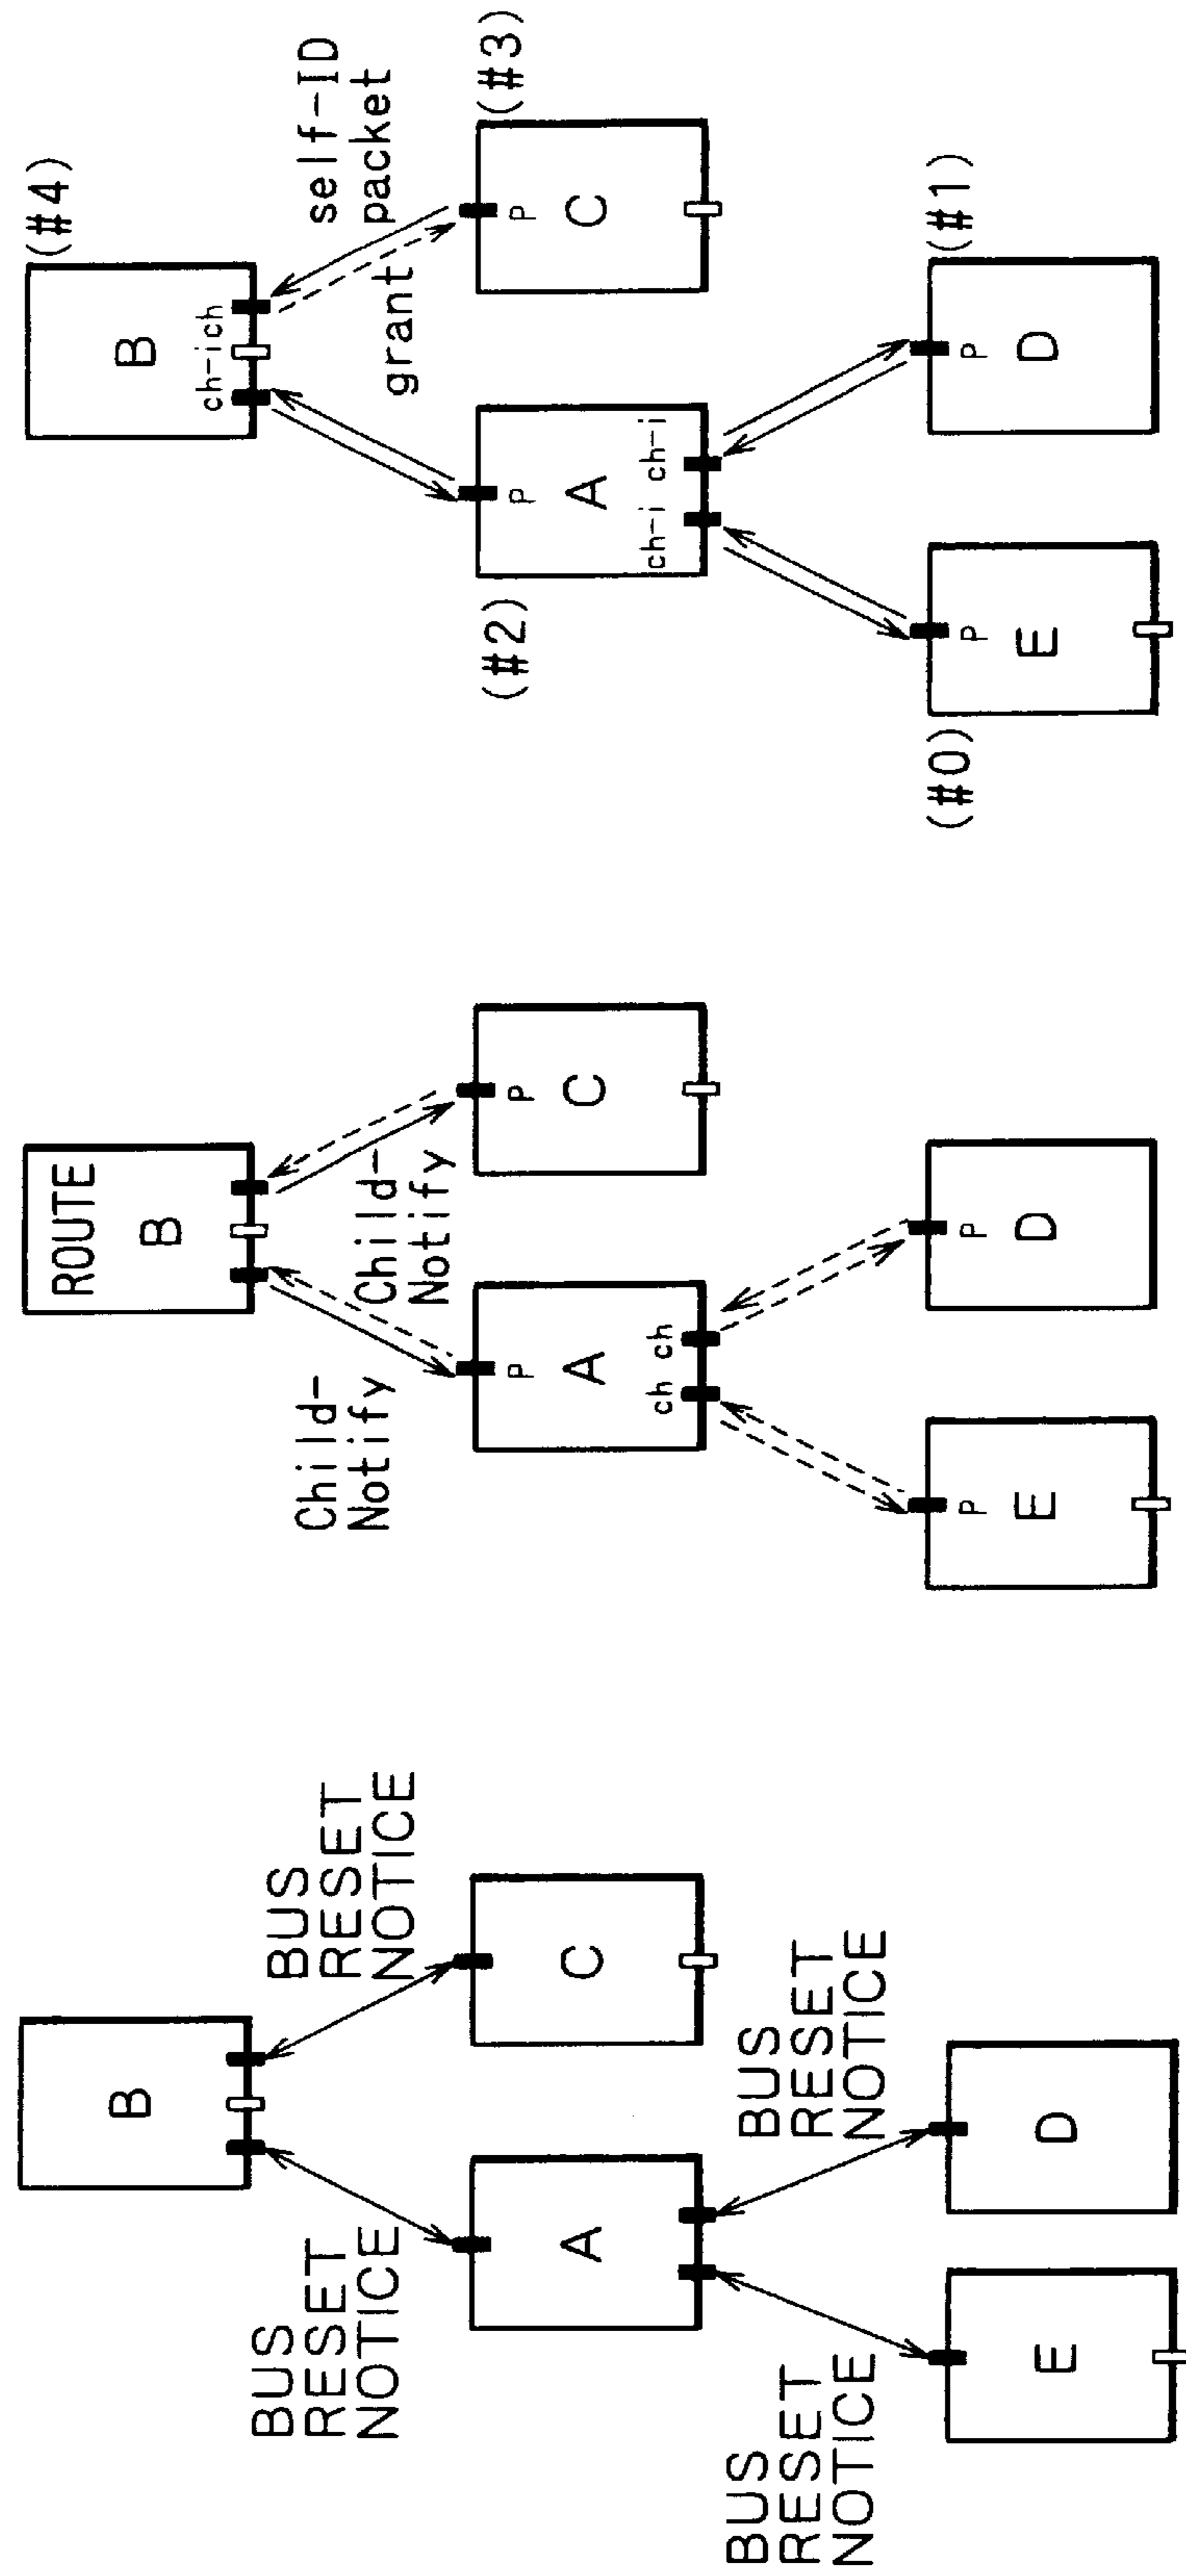 B
BUS
RESET
NOTICE
BUS
RESET
NOTICE
A
C
BUS
RESET
NOTICE
BUS
RESET
NOTICE
E
D
ROUTE
B
Child-
Notify
Child-
Notify
P
A
ch ch
P
C
P
E
P
D
(#4)
B
ch-ich
self-ID
packet
grant
(#2)
P
A
ch-i ch-i
(#3)
P
C
(#0)
P
E
(#1)
P
D